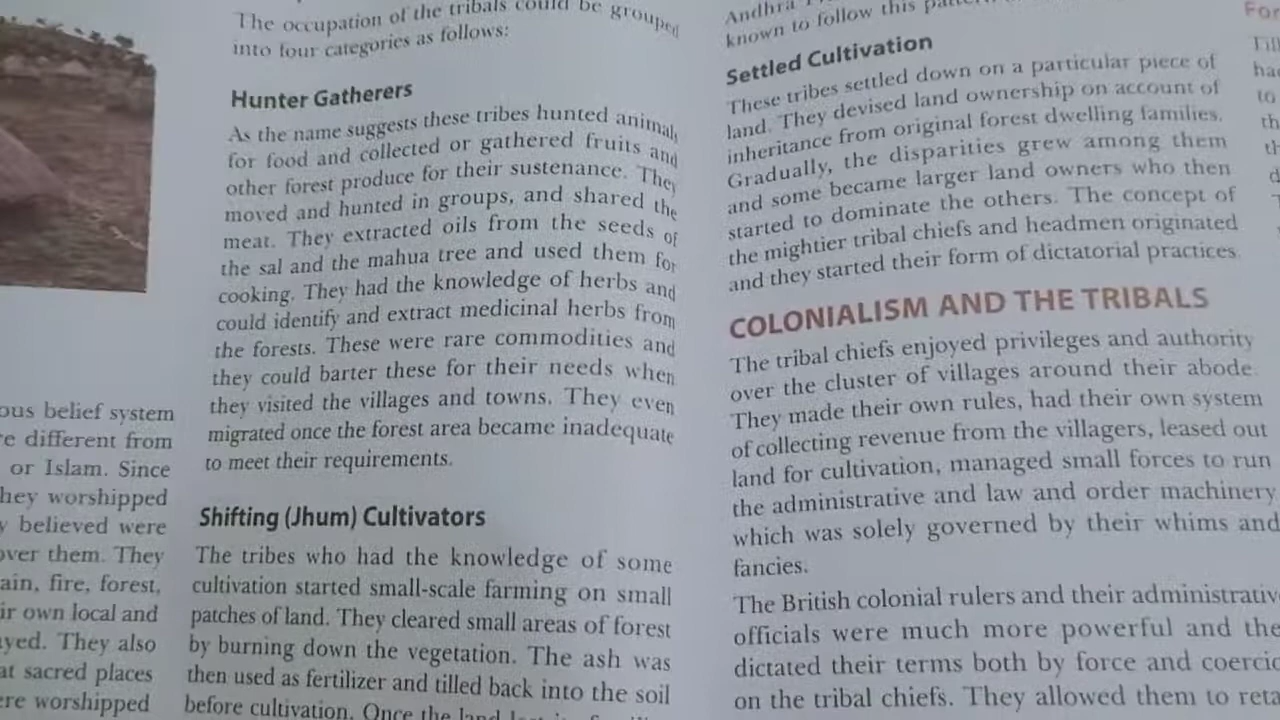 ous belief system
e different from
or Islam. Since
hey worshipped
y believed were
over them. They
ain, fire, forest,
ir own local and
yed. They also
at sacred places
ere worshipped
The occupation of the tribals could be grouped
into four categories as follows:
Hunter Gatherers
As the name suggests these tribes hunted animals
for food and collected or gathered fruits and
other forest produce for their sustenance. They
moved and hunted in groups, and shared the
meat. They extracted oils from the seeds of
the sal and the mahua tree and used them for
cooking. They had the knowledge of herbs and
could identify and extract medicinal herbs from
the forests. These were rare commodities and
they could barter these for their needs when
they visited the villages and towns. They even
migrated once the forest area became inadequate
to meet their requirements.
Shifting (Jhum) Cultivators
The tribes who had the knowledge of some
cultivation started small-scale farming on small
patches of land. They cleared small areas of forest
by burning down the vegetation. The ash was
then used as fertilizer and tilled back into the soil
before cultivation. Once the land
Andhra
known to follow this
Settled Cultivation
These tribes settled down on a particular piece of
land. They devised land ownership on account of
inheritance from original forest dwelling families.
Gradually, the disparities grew among them
and some became larger land owners who then
started to dominate the others. The concept of
the mightier tribal chiefs and headmen originated
and they started their form of dictatorial practices.
COLONIALISM AND THE TRIBALS
The tribal chiefs enjoyed privileges and authority
over the cluster of villages around their abode.
They made their own rules, had their own system
of collecting revenue from the villagers, leased out
land for cultivation, managed small forces to run
the administrative and law and order machinery
which was solely governed by their whims and
fancies.
The British colonial rulers and their administrativ
officials were much more powerful and the
dictated their terms both by force and coercio
on the tribal chiefs. They allowed them to reta
For
Till
had
to
th